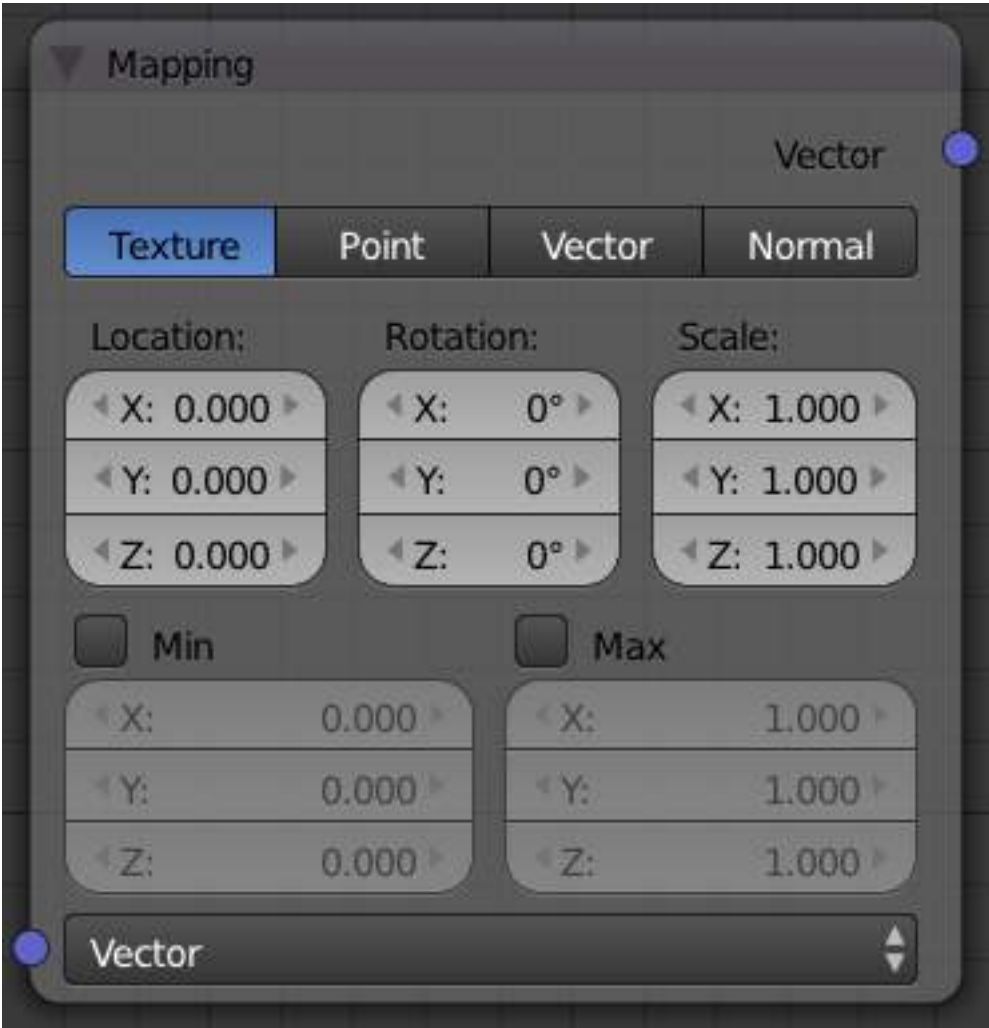 Mapping
Vector
Texture Point Vector Normal
Location: Rotation: Scale:
X: 0.000 X: 0° X: 1.000
Y: 0.000 Y: 0° Y: 1.000
Z: 0.000 Z: 0° Z: 1.000
Min Max
X: 0.000 X: 1.000
Y: 0.000 Y: 1.000
Z: 0.000 Z: 1.000
Vector